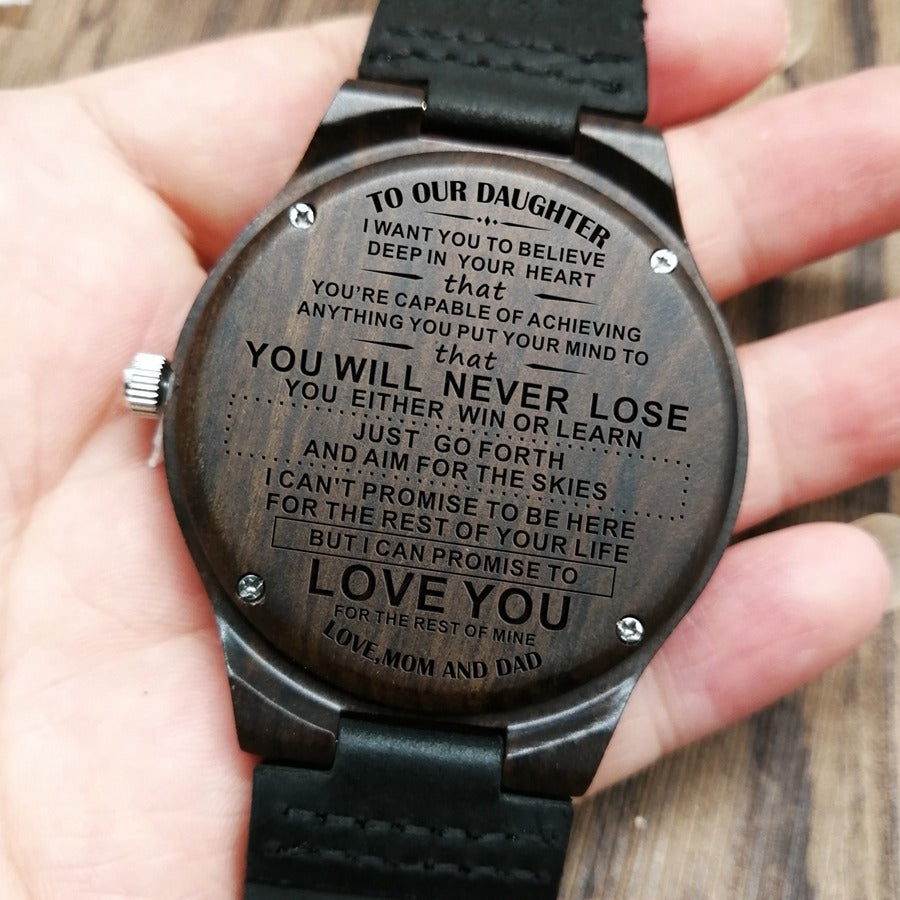 TO OUR DAUGHTER
I WANT YOU TO BELIEVE
DEEP IN YOUR HEART
that
YOU'RE CAPABLE OF ACHIEVING
ANYTHING YOU PUT YOUR MIND TO
that
YOU WILL NEVER LOSE
YOU EITHER WIN OR LEARN
JUST GO FORTH
AND AIM FOR THE SKIES
I CAN'T PROMISE TO BE HERE
FOR THE REST OF YOUR LIFE
BUT I CAN PROMISE TO
LOVE YOU
FOR THE REST OF MINE
LOVE,MOM AND DAD